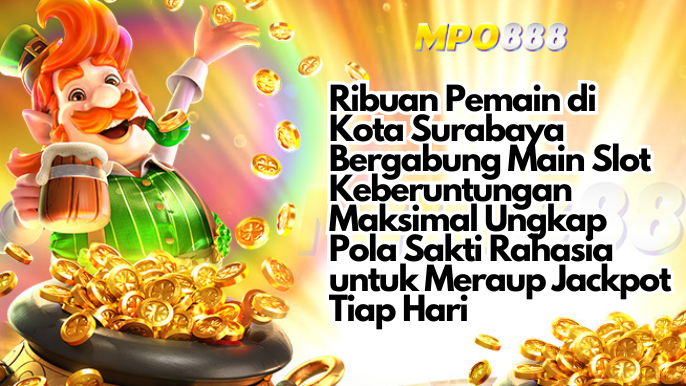 MPO888
Ribuan Pemain di
Kota Surabaya
Bergabung Main Slot
Keberuntungan
Maksimal Ungkap
Pola Sakti Rahasia
untuk Meraup Jackpot
Tiap Hari